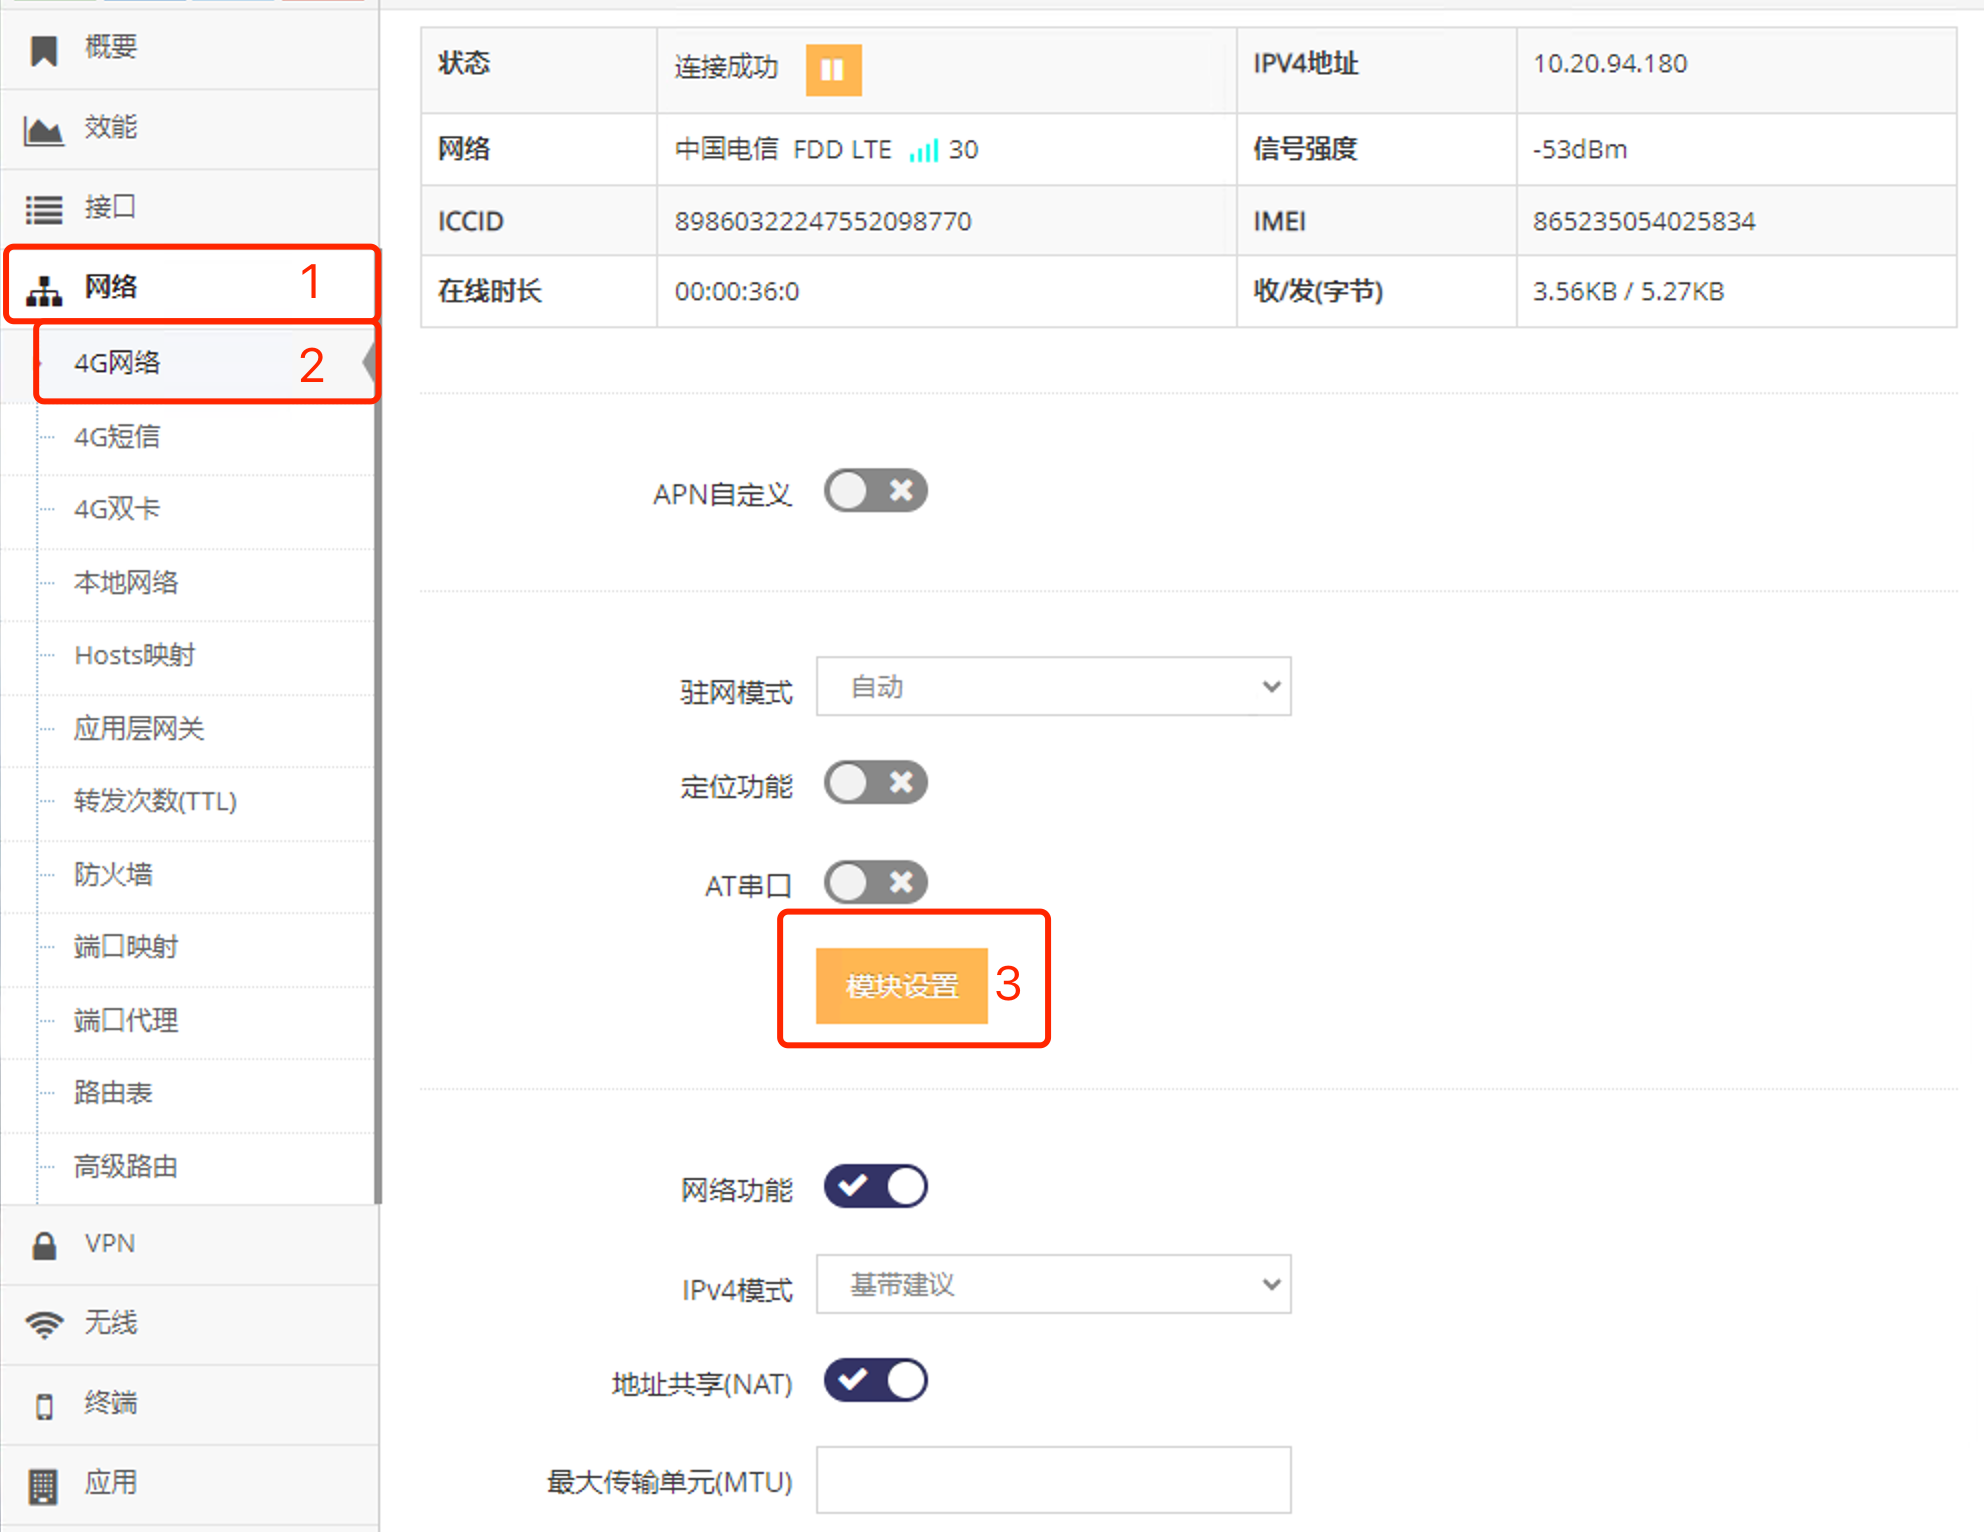 概要
效能
接口
网络 1
4G网络 2
4G短信
4G双卡
本地网络
Hosts映射
应用层网关
转发次数(TTL)
防火墙
端口映射
端口代理
路由表
高级路由
VPN
无线
终端
应用
状态 连接成功 IPV4地址 10.20.94.180
网络 中国电信 FDD LTE 30 信号强度 -53dBm
ICCID 89860322247552098770 IMEI 865235054025834
在线时长 00:00:36:0 收/发(字节) 3.56KB / 5.27KB
APN自定义
驻网模式 自动
定位功能
AT串口
模块设置 3
网络功能
IPv4模式 基带建议
地址共享(NAT)
最大传输单元(MTU)